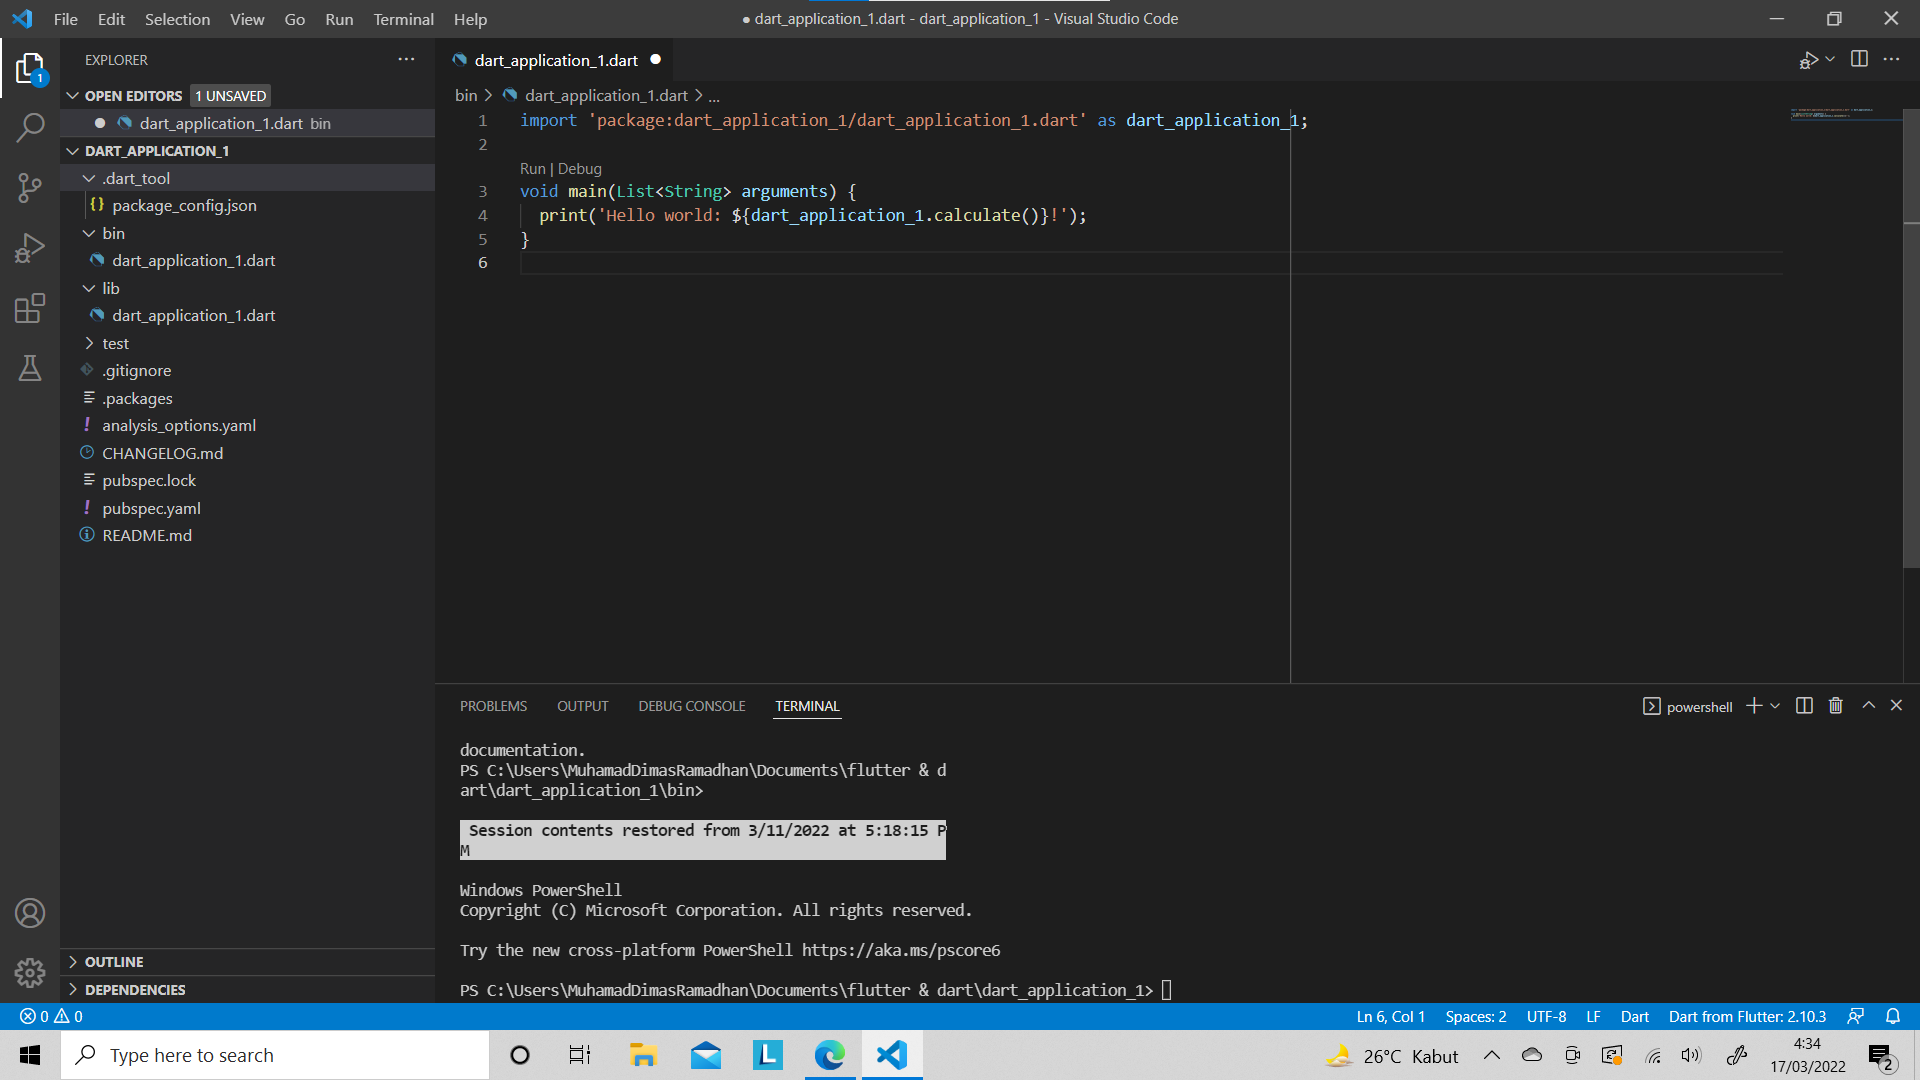 File Edit Selection View Go Run Terminal Help
● dart_application_1.dart - dart_application_1 - Visual Studio Code
EXPLORER
OPEN EDITORS 1 UNSAVED
dart_application_1.dart bin
DART_APPLICATION_1
.dart_tool
{} package_config.json
bin
dart_application_1.dart
lib
dart_application_1.dart
test
.gitignore
.packages
! analysis_options.yaml
CHANGELOG.md
pubspec.lock
! pubspec.yaml
README.md
OUTLINE
DEPENDENCIES
1
dart_application_1.dart
bin > dart_application_1.dart > ...
1 import 'package:dart_application_1/dart_application_1.dart' as dart_application_1;
2
Run | Debug
3 void main(List<String> arguments) {
4 print('Hello world: ${dart_application_1.calculate()}!');
5 }
6
PROBLEMS OUTPUT DEBUG CONSOLE TERMINAL
powershell
documentation.
PS C:\Users\MuhamadDimasRamadhan\Documents\flutter & d
art\dart_application_1\bin>
Session contents restored from 3/11/2022 at 5:18:15 P
M
Windows PowerShell
Copyright (C) Microsoft Corporation. All rights reserved.
Try the new cross-platform PowerShell https://aka.ms/pscore6
PS C:\Users\MuhamadDimasRamadhan\Documents\flutter & dart\dart_application_1>
0 0
Ln 6, Col 1 Spaces: 2 UTF-8 LF Dart Dart from Flutter: 2.10.3
Type here to search
L
26°C Kabut
4:34
17/03/2022
2